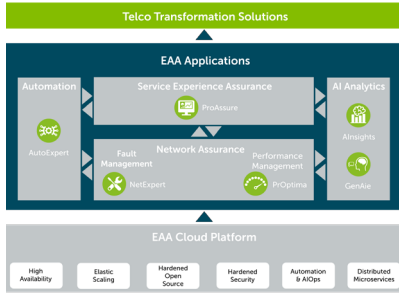 Telco Transformation Solutions
EAA Applications
Automation
AutoExpert
Service Experience Assurance
ProAssure
Network Assurance
Fault
Management
NetExpert
Performance
Management
PrOptima
AI Analytics
AInsights
GenAie
EAA Cloud Platform
High
Availability
Elastic
Scaling
Hardened
Open
Source
Hardened
Security
Automation
& AIOps
Distributed
Microservices